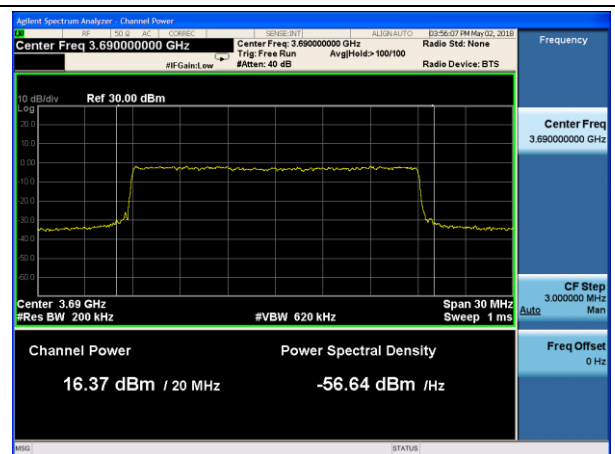 Agilent Spectrum Analyzer - Channel Power
LXI RF 50 Ω AC CORREC SENSE:INT ALIGNAUTO 03:56:07 PM May 02, 2018
Center Freq 3.690000000 GHz
Center Freq: 3.690000000 GHz
Radio Std: None
Trig: Free Run Avg|Hold:> 100/100
#IFGain:Low #Atten: 40 dB Radio Device: BTS
10 dB/div Ref 30.00 dBm
Log
20.0
10.0
0.00
-10.0
-20.0
-30.0
-40.0
-50.0
-60.0
Center 3.69 GHz Span 30 MHz
#Res BW 200 kHz #VBW 620 kHz Sweep 1 ms
Channel Power Power Spectral Density
16.37 dBm / 20 MHz -56.64 dBm /Hz
MSG STATUS
Frequency
Center Freq
3.690000000 GHz
CF Step
3.000000 MHz
Auto Man
Freq Offset
0 Hz